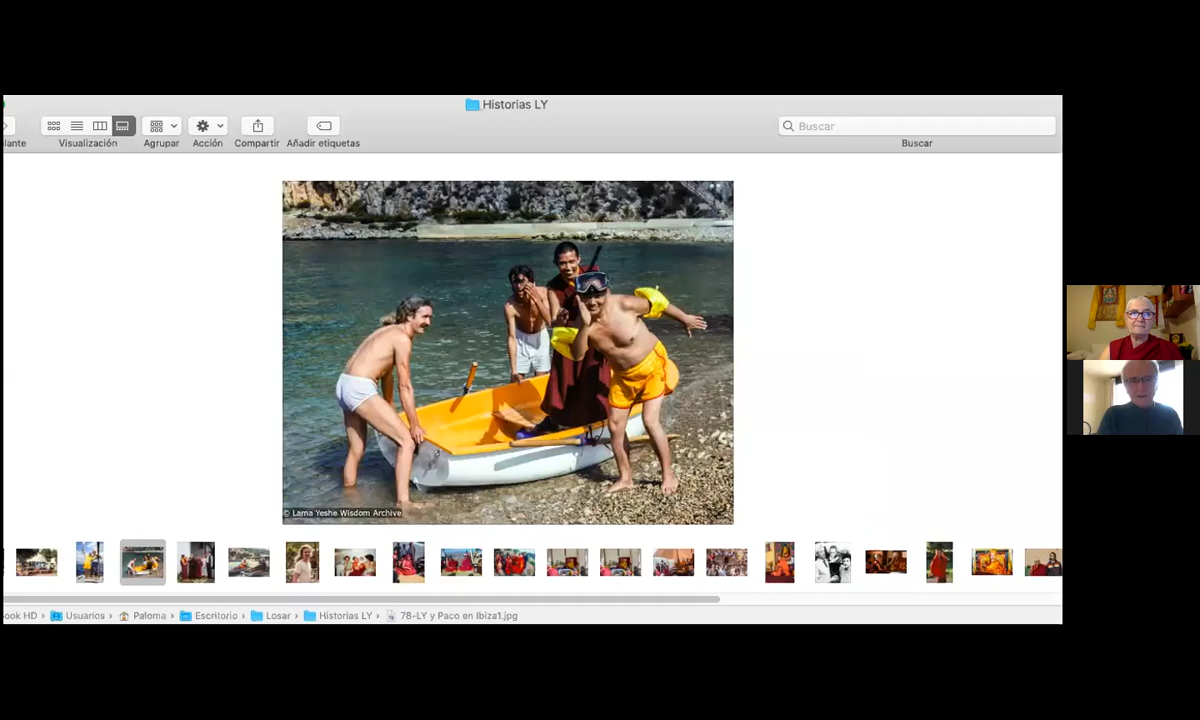 Historias LY
Buscar
lante
Visualización
Agrupar
Acción
Compartir
Añadir etiquetas
Buscar
© Lama Yeshe Wisdom Archive
ook HD › Usuarios › Paloma › Escritorio › Losar › Historias LY › 78-LY y Paco en Ibiza1.jpg